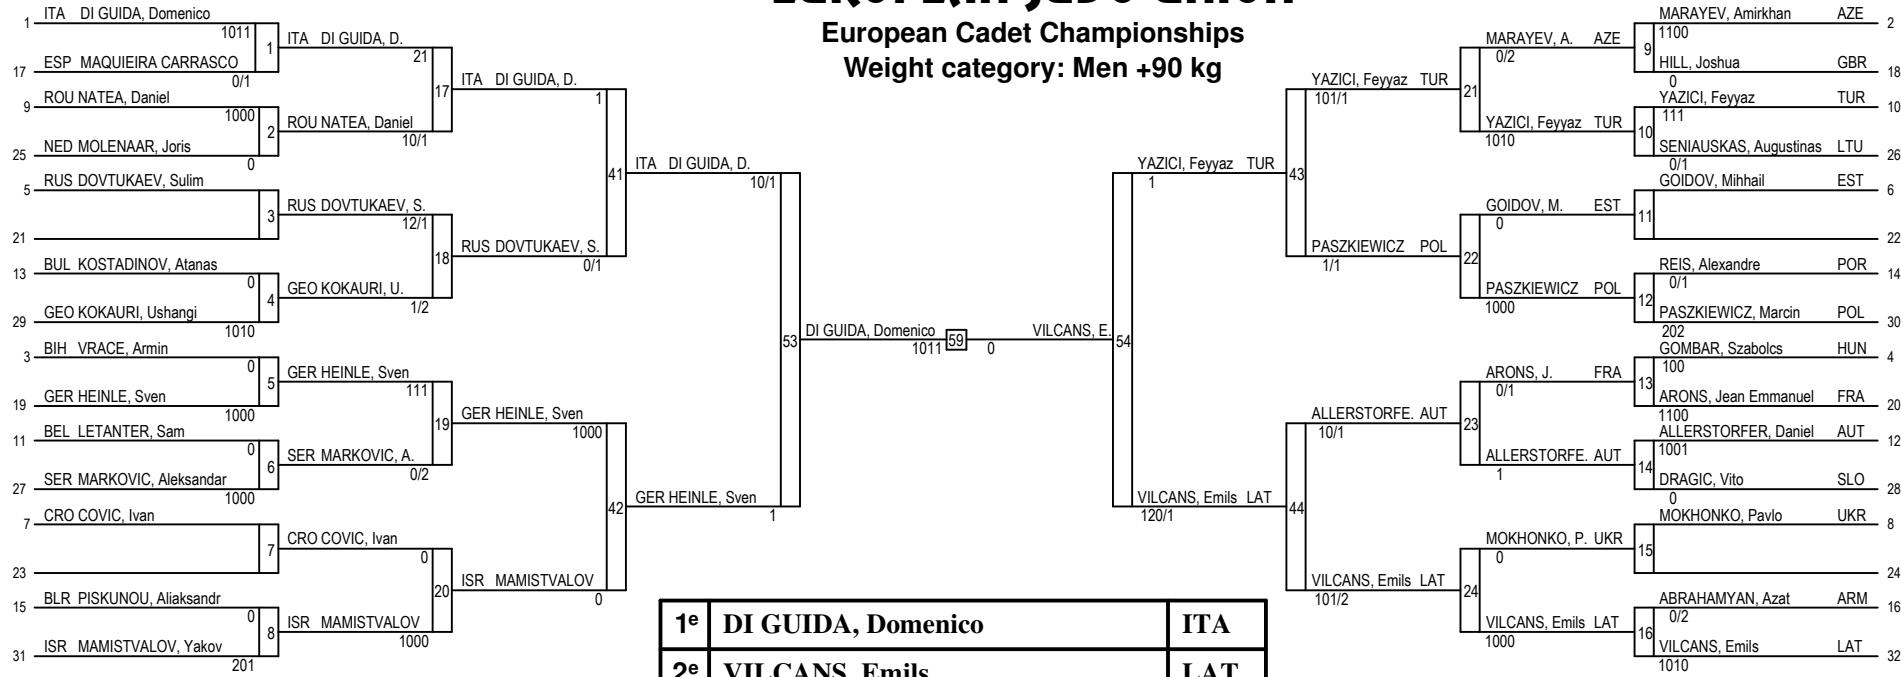 EUROPEAN JUDO UNION
European Cadet Championships
Weight category: Men +90 kg
1 ITA DI GUIDA, Domenico
1011
1
17 ESP MAQUIEIRA CARRASCO
0/1
9 ROU NATEA, Daniel
1000
2
25 NED MOLENAAR, Joris
0
5 RUS DOVTUKAEV, Sulim
3
21
13 BUL KOSTADINOV, Atanas
0
4
29 GEO KOKAURI, Ushangi
1010
3 BIH VRACE, Armin
0
5
19 GER HEINLE, Sven
1000
11 BEL LETANTER, Sam
0
6
27 SER MARKOVIC, Aleksandar
1000
7 CRO COVIC, Ivan
7
23
15 BLR PISKUNOU, Aliaksandr
0
8
31 ISR MAMISTVALOV, Yakov
201
ITA DI GUIDA, D.
21
17
ROU NATEA, Daniel
10/1
RUS DOVTUKAEV, S.
12/1
18
GEO KOKAURI, U.
1/2
GER HEINLE, Sven
111
19
SER MARKOVIC, A.
0/2
CRO COVIC, Ivan
0
20
ISR MAMISTVALOV
1000
ITA DI GUIDA, D.
1
41
RUS DOVTUKAEV, S.
0/1
GER HEINLE, Sven
1000
42
ISR MAMISTVALOV
0
ITA DI GUIDA, D.
10/1
53
GER HEINLE, Sven
1
DI GUIDA, Domenico
1011
59
VILCANS, E.
0
YAZICI, Feyyaz TUR
1
54
VILCANS, Emils LAT
120/1
YAZICI, Feyyaz TUR
101/1
43
PASZKIEWICZ POL
1/1
ALLERSTORFE. AUT
10/1
44
VILCANS, Emils LAT
101/2
MARAYEV, A. AZE
0/2
21
YAZICI, Feyyaz TUR
1010
GOIDOV, M. EST
0
22
PASZKIEWICZ POL
1000
ARONS, J. FRA
0/1
23
ALLERSTORFE. AUT
1
MOKHONKO, P. UKR
0
24
VILCANS, Emils LAT
1000
MARAYEV, Amirkhan AZE 2
1100
9
HILL, Joshua GBR 18
0
YAZICI, Feyyaz TUR 10
111
10
SENIAUSKAS, Augustinas LTU 26
0/1
GOIDOV, Mihhail EST 6
11
22
REIS, Alexandre POR 14
0/1
12
PASZKIEWICZ, Marcin POL 30
202
GOMBAR, Szabolcs HUN 4
100
13
ARONS, Jean Emmanuel FRA 20
1100
ALLERSTORFER, Daniel AUT 12
1001
14
DRAGIC, Vito SLO 28
0
MOKHONKO, Pavlo UKR 8
15
24
ABRAHAMYAN, Azat ARM 16
0/2
16
VILCANS, Emils LAT 32
1010
1e DI GUIDA, Domenico ITA
2e VILCANS, Emils LAT